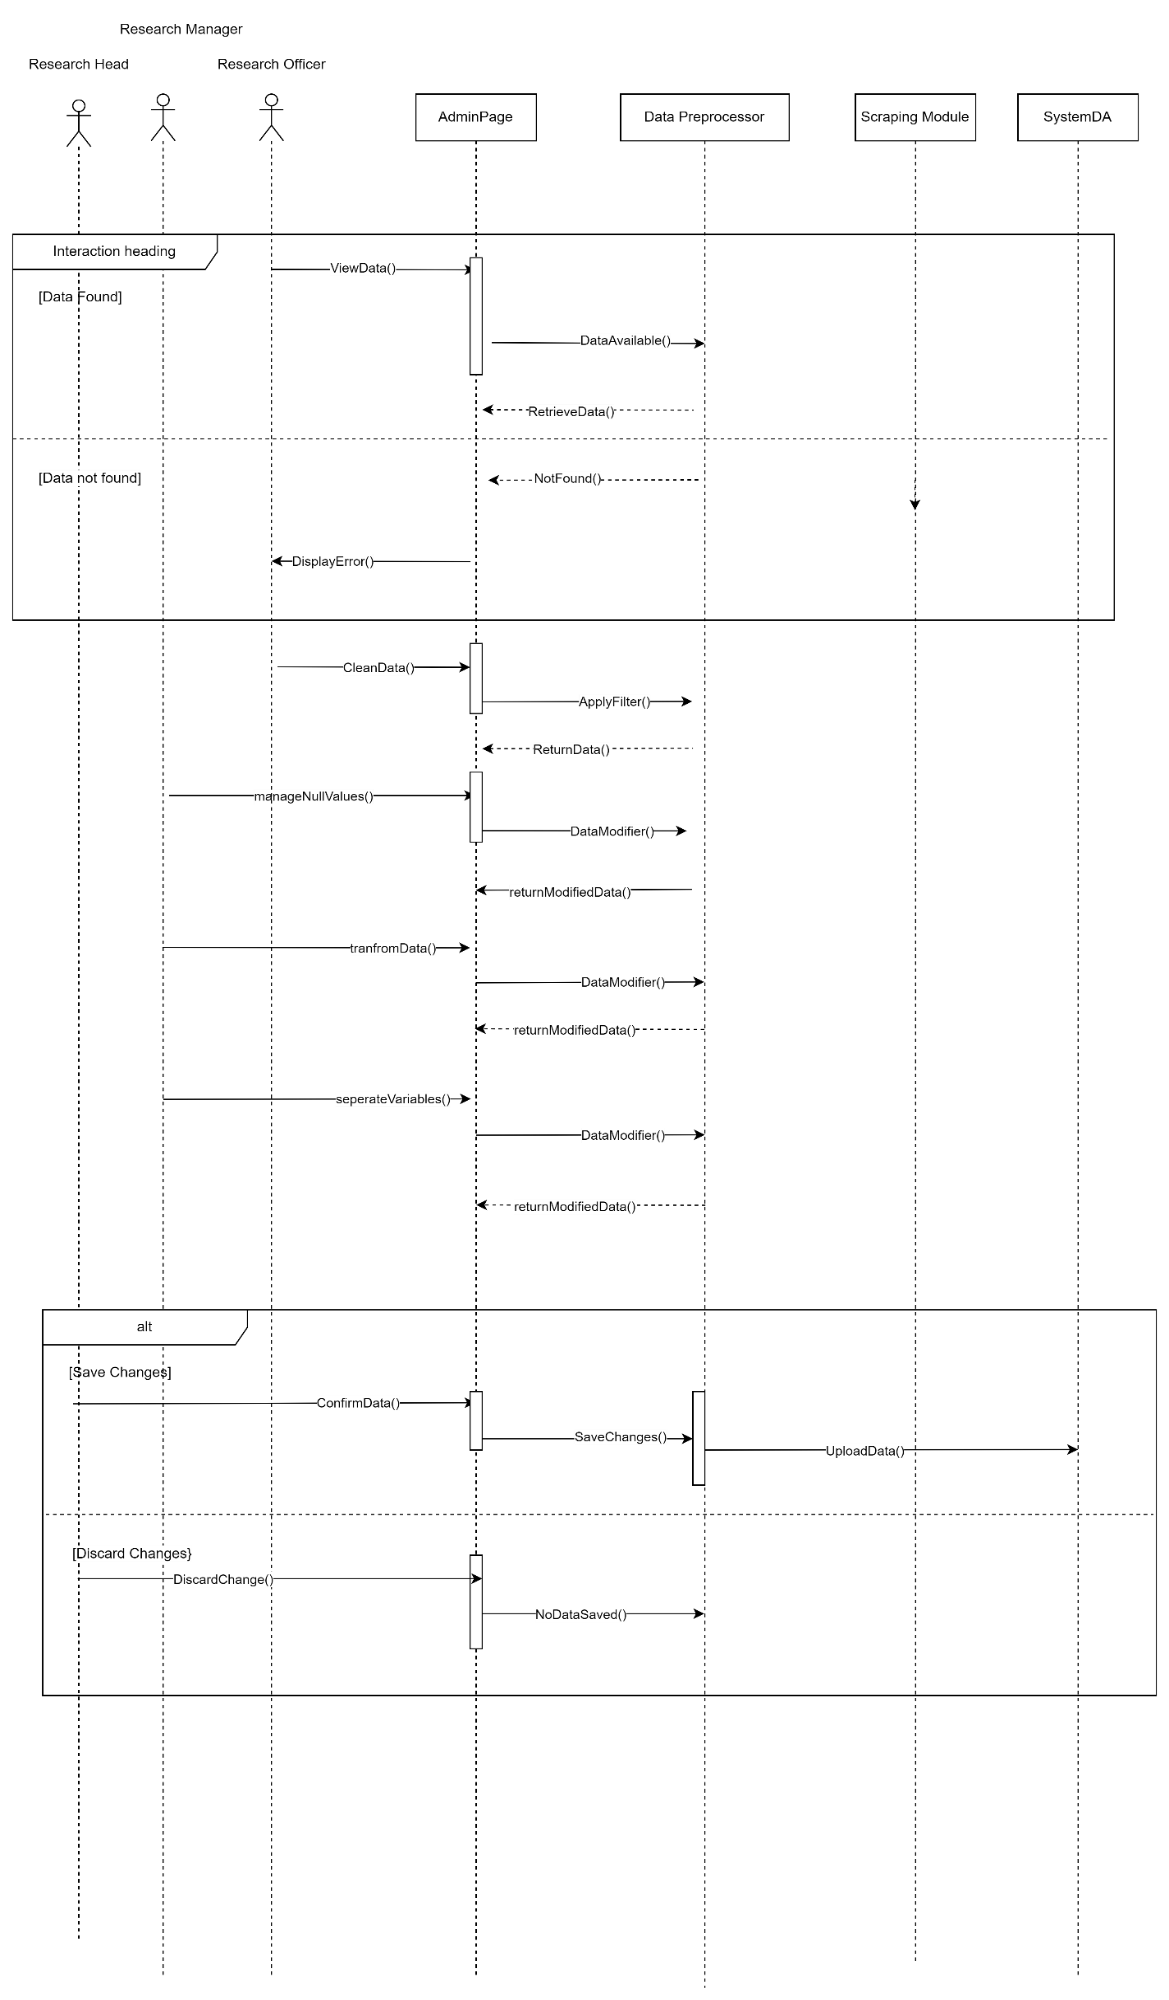 Research Manager
Research Head
Research Officer
AdminPage
Data Preprocessor
Scraping Module
SystemDA
Interaction heading
ViewData()
[Data Found]
DataAvailable()
RetrieveData()
[Data not found]
NotFound()
DisplayError()
CleanData()
ApplyFilter()
ReturnData()
manageNullValues()
DataModifier()
returnModifiedData()
tranfromData()
DataModifier()
returnModifiedData()
seperateVariables()
DataModifier()
returnModifiedData()
alt
[Save Changes]
ConfirmData()
SaveChanges()
UploadData()
[Discard Changes}
DiscardChange()
NoDataSaved()